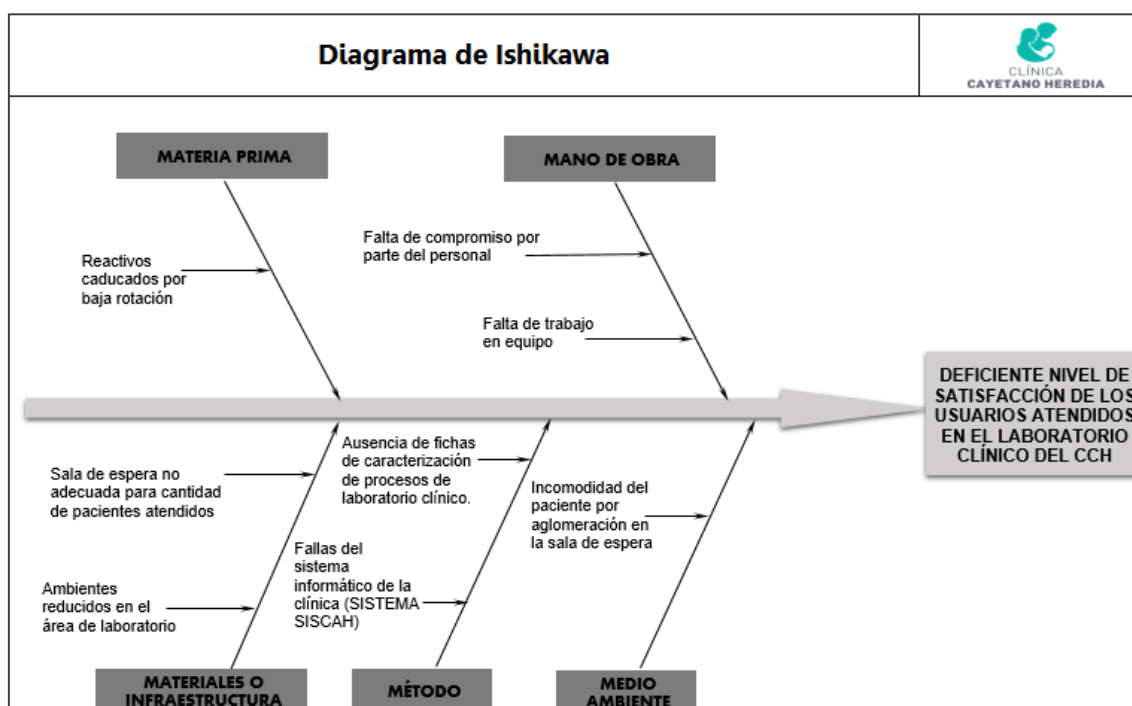 Diagrama de Ishikawa
CLÍNICA
CAYETANO HEREDIA
MATERIA PRIMA
MANO DE OBRA
Reactivos
caducados por
baja rotación
Falta de compromiso por
parte del personal
Falta de trabajo
en equipo
DEFICIENTE NIVEL DE
SATISFACCIÓN DE LOS
USUARIOS ATENDIDOS
EN EL LABORATORIO
CLÍNICO DEL CCH
Sala de espera no
adecuada para cantidad
de pacientes atendidos
Ambientes
reducidos en el
área de laboratorio
Ausencia de fichas
de caracterización
de procesos de
laboratorio clínico.
Fallas del
sistema
informático de la
clínica (SISTEMA
SISCAH)
Incomodidad del
paciente por
aglomeración en
la sala de espera
MATERIALES O
INFRAESTRUCTURA
MÉTODO
MEDIO
AMBIENTE